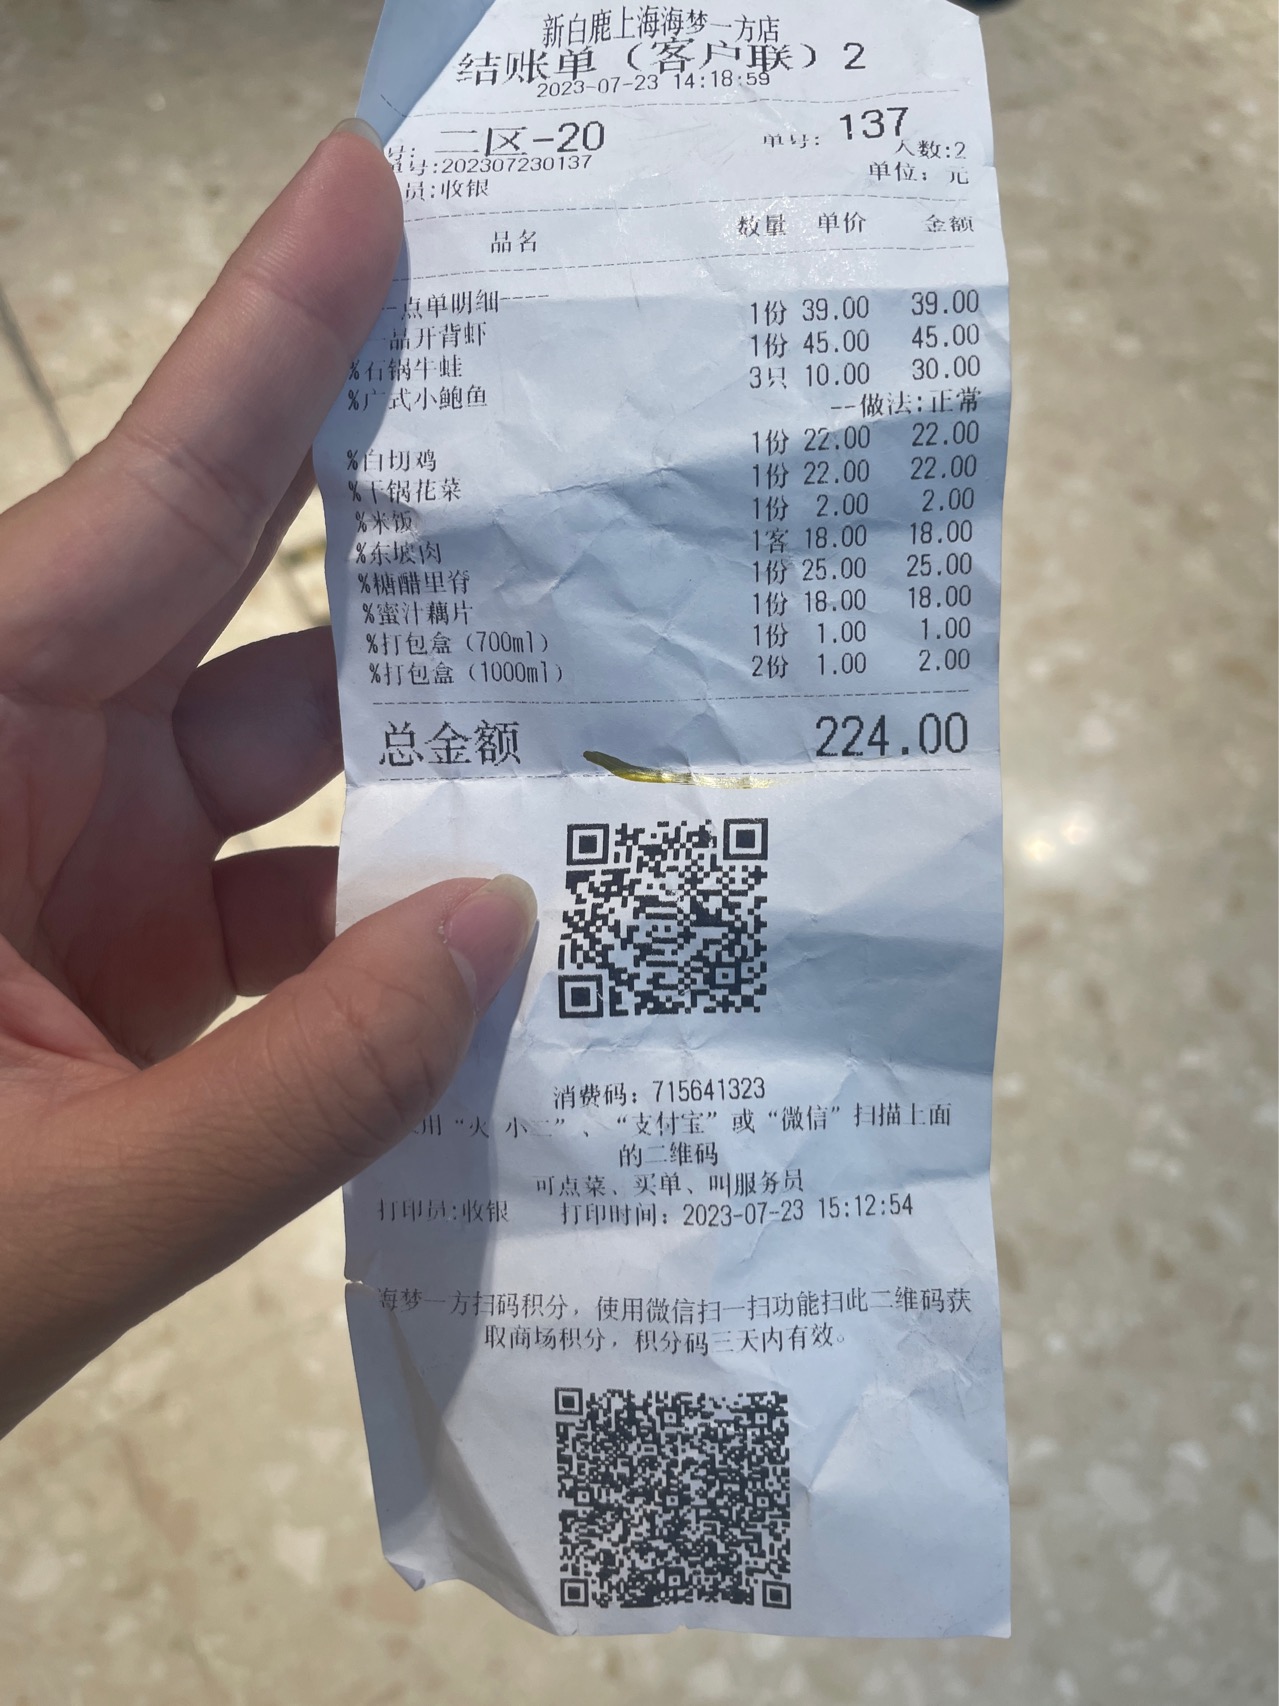 新白鹿上海海梦一方店
结账单（客户联）2
2023-07-23 14:18:59
号: 二区-20 单号: 137
号:202307230137 人数:2
员:收银 单位: 元
品名 数量 单价 金额
--点单明细----
一品开背虾 1份 39.00 39.00
%石锅牛蛙 1份 45.00 45.00
%广式小鲍鱼 3只 10.00 30.00
--做法:正常
%白切鸡 1份 22.00 22.00
%干锅花菜 1份 22.00 22.00
%米饭 1份 2.00 2.00
%东坡肉 1客 18.00 18.00
%糖醋里脊 1份 25.00 25.00
%蜜汁藕片 1份 18.00 18.00
%打包盒（700ml） 1份 1.00 1.00
%打包盒（1000ml） 2份 1.00 2.00
总金额 224.00
消费码: 715641323
用“火 小二”、“支付宝”或“微信”扫描上面
的二维码
可点菜、买单、叫服务员
打印员:收银 打印时间: 2023-07-23 15:12:54
海梦一方扫码积分, 使用微信扫一扫功能扫此二维码获
取商场积分, 积分码三天内有效。